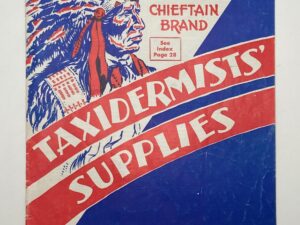 CHIEFTAIN
BRAND
See
Index
Page 28
TAXIDERMISTS'
SUPPLIES